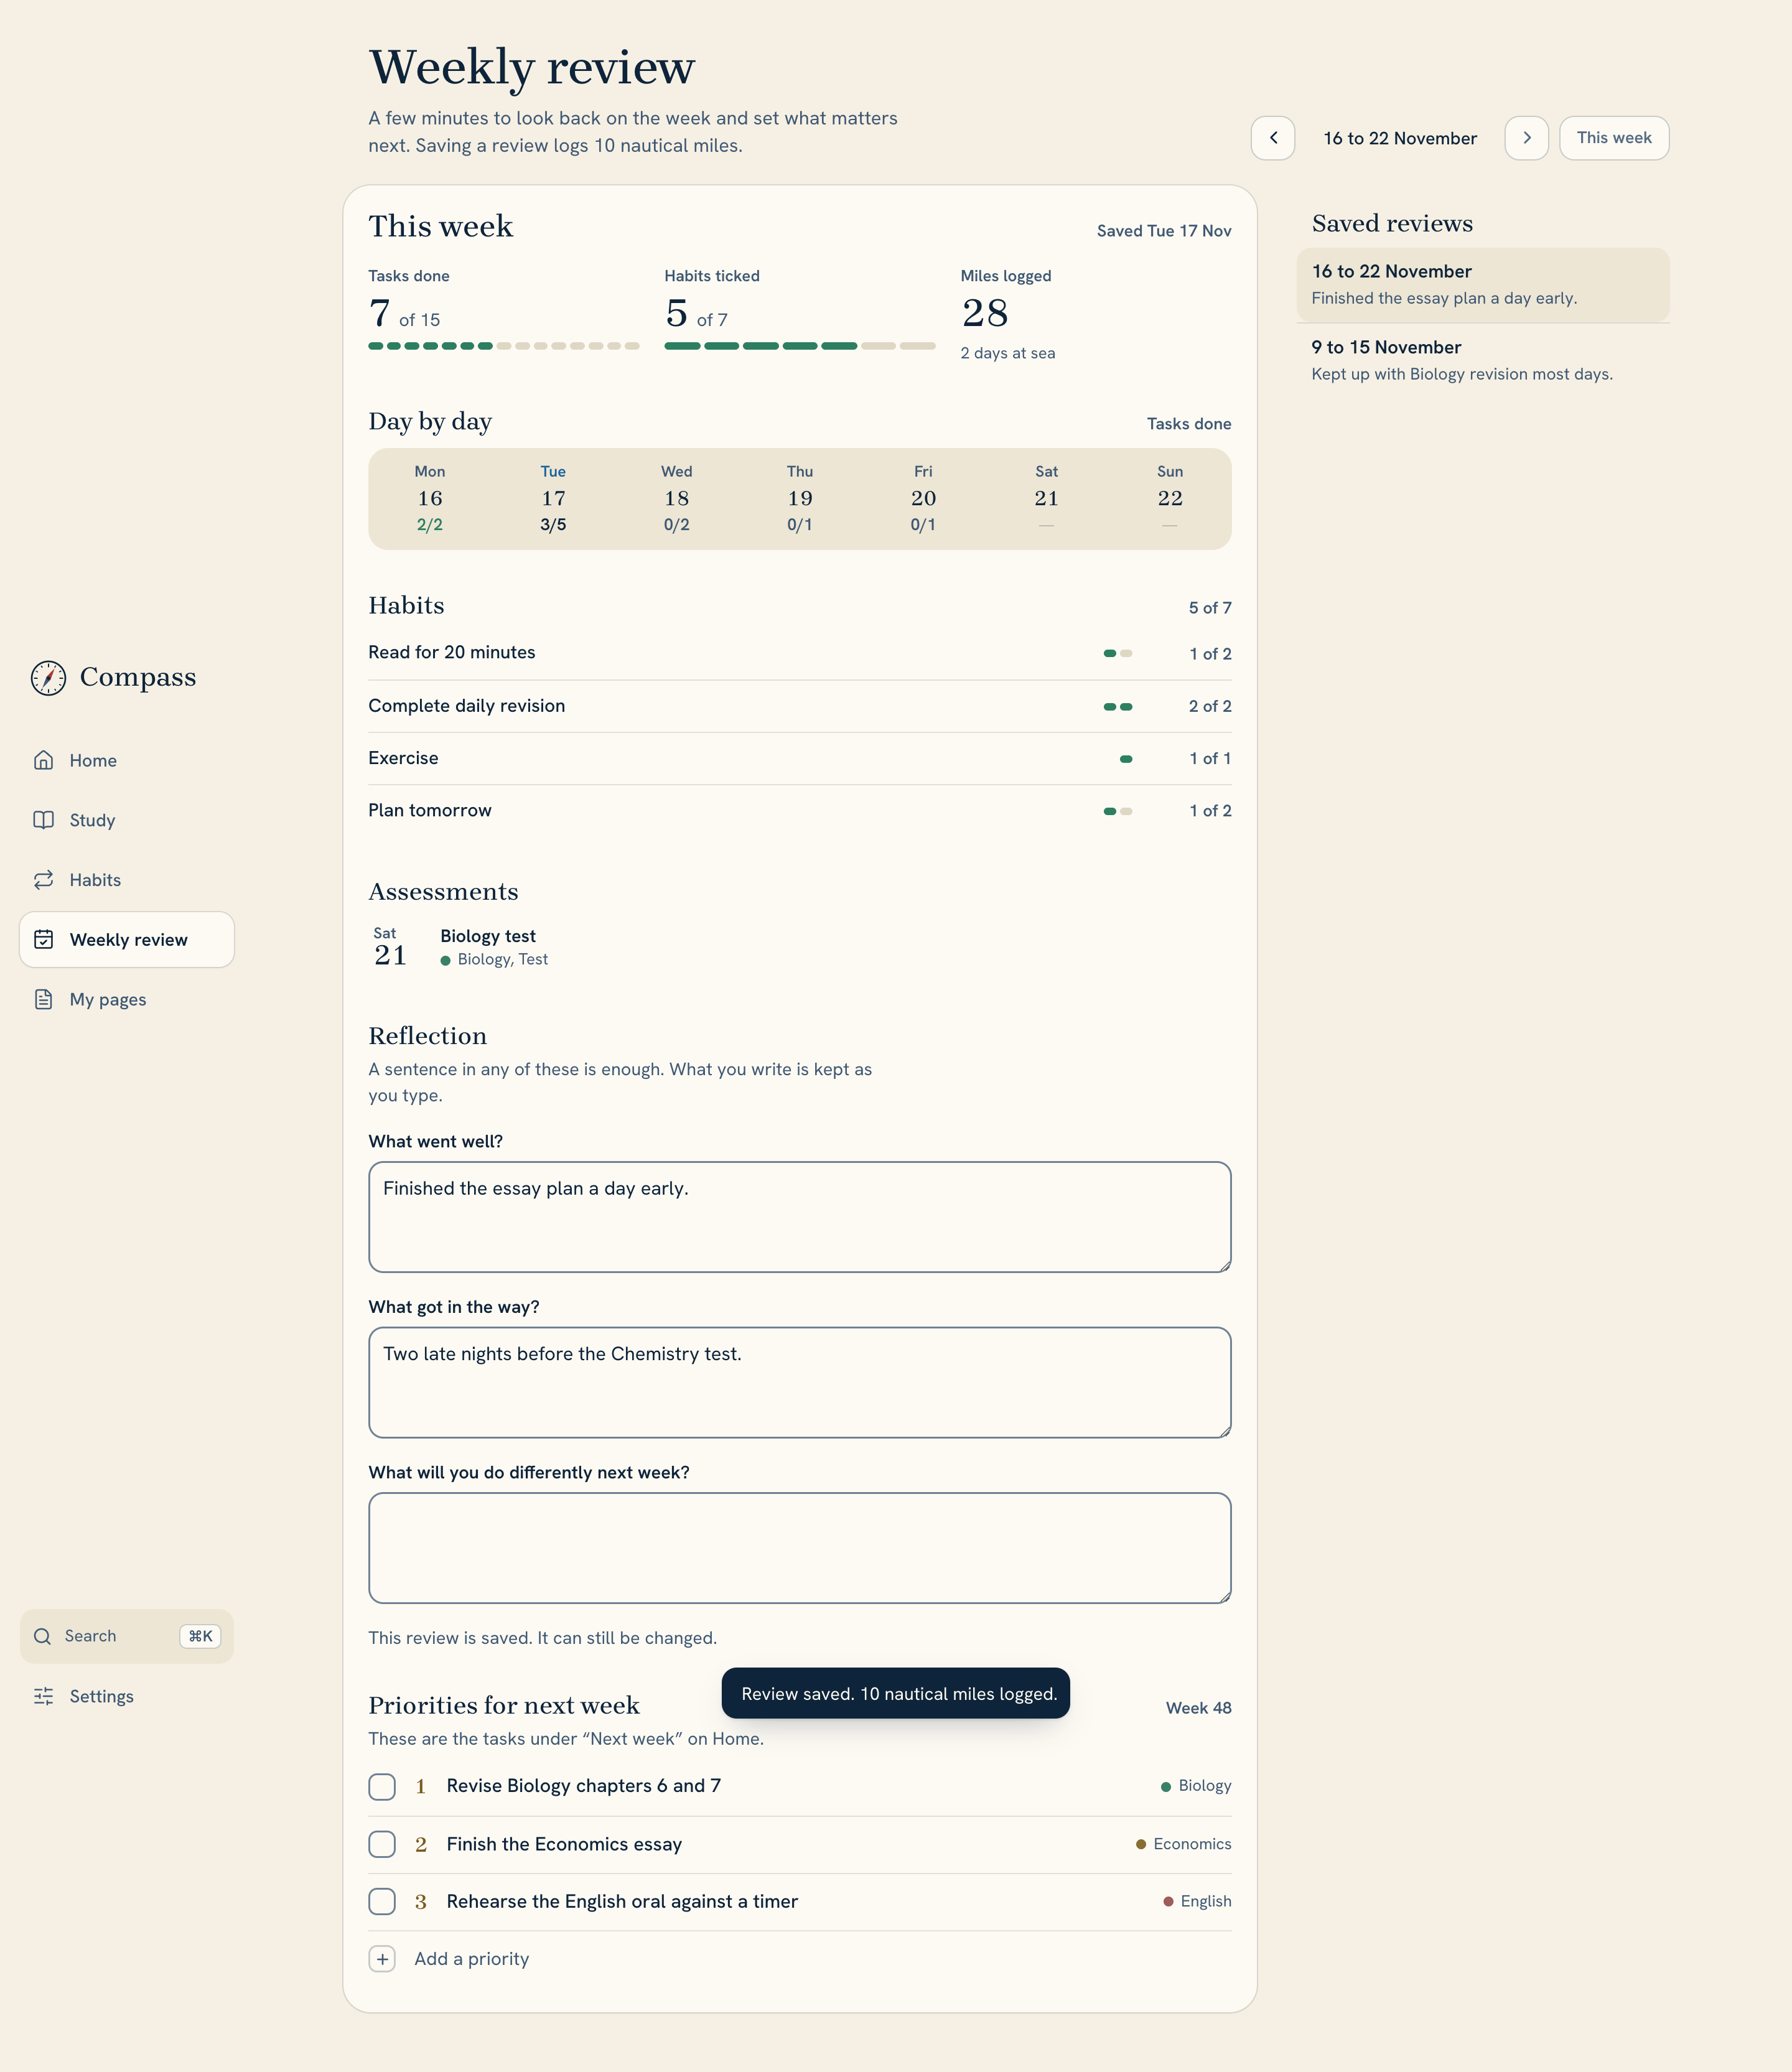 Weekly review
A few minutes to look back on the week and set what matters
next. Saving a review logs 10 nautical miles.
16 to 22 November
This week
This week
Saved Tue 17 Nov
Tasks done
7 of 15
Habits ticked
5 of 7
Miles logged
28
2 days at sea
Saved reviews
16 to 22 November
Finished the essay plan a day early.
9 to 15 November
Kept up with Biology revision most days.
Day by day
Tasks done
Mon Tue Wed Thu Fri Sat Sun
16 17 18 19 20 21 22
2/2 3/5 0/2 0/1 0/1 — —
Habits
5 of 7
Read for 20 minutes
1 of 2
Complete daily revision
2 of 2
Exercise
1 of 1
Plan tomorrow
1 of 2
Compass
Home
Study
Habits
Weekly review
My pages
Search
⌘K
Settings
Assessments
Sat
21
Biology test
Biology, Test
Reflection
A sentence in any of these is enough. What you write is kept as
you type.
What went well?
Finished the essay plan a day early.
What got in the way?
Two late nights before the Chemistry test.
What will you do differently next week?
This review is saved. It can still be changed.
Review saved. 10 nautical miles logged.
Priorities for next week
Week 48
These are the tasks under “Next week” on Home.
1 Revise Biology chapters 6 and 7
Biology
2 Finish the Economics essay
Economics
3 Rehearse the English oral against a timer
English
+ Add a priority